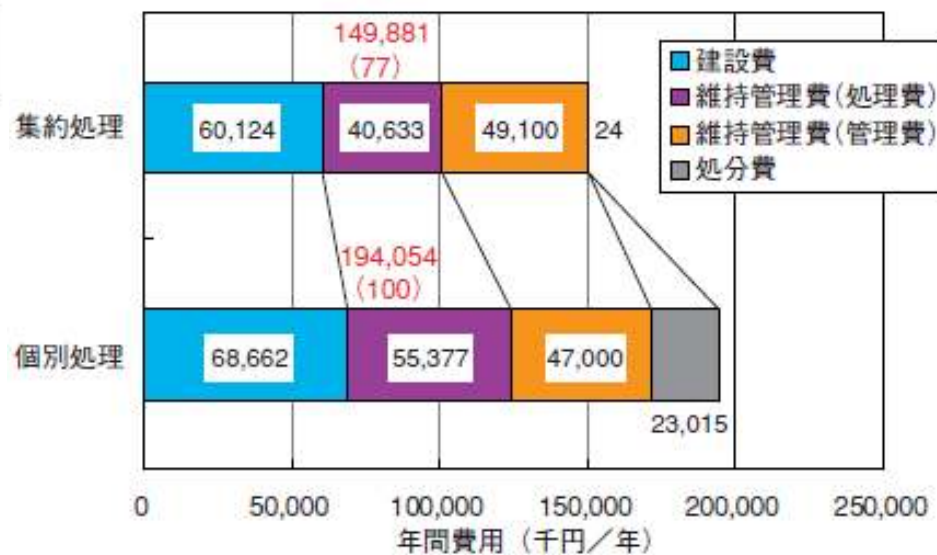 149,881
(77)
建設費
維持管理費(処理費)
維持管理費(管理費)
処分費
集約処理
60,124
40,633
49,100
24
194,054
(100)
個別処理
68,662
55,377
47,000
23,015
0
50,000
100,000
150,000
200,000
250,000
年間費用（千円／年）